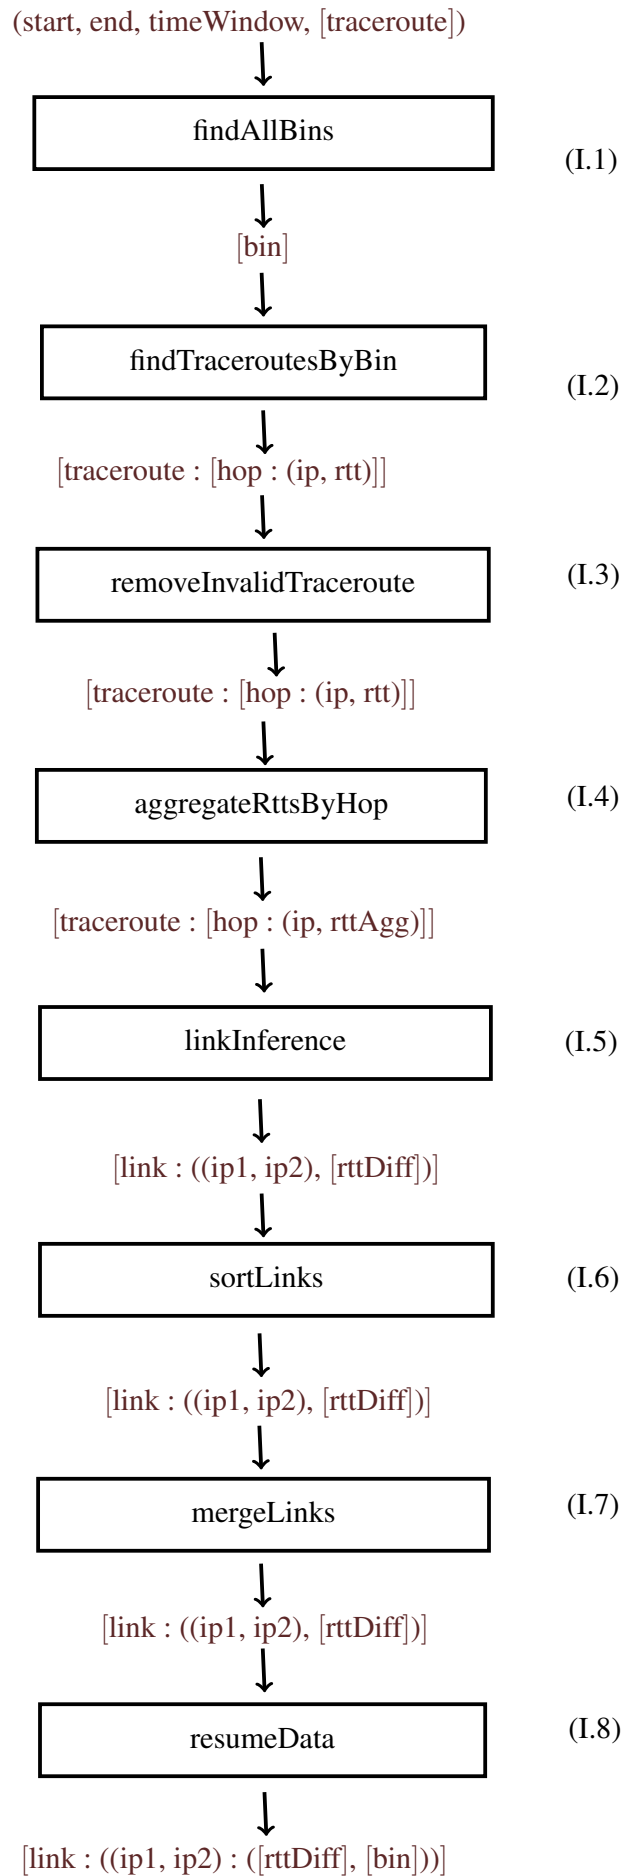 (start, end, timeWindow, [traceroute])
findAllBins
(I.1)
[bin]
findTraceroutesByBin
(I.2)
[traceroute : [hop : (ip, rtt)]]
removeInvalidTraceroute
(I.3)
[traceroute : [hop : (ip, rtt)]]
aggregateRttsByHop
(I.4)
[traceroute : [hop : (ip, rttAgg)]]
linkInference
(I.5)
[link : ((ip1, ip2), [rttDiff])]
sortLinks
(I.6)
[link : ((ip1, ip2), [rttDiff])]
mergeLinks
(I.7)
[link : ((ip1, ip2), [rttDiff])]
resumeData
(I.8)
[link : ((ip1, ip2) : ([rttDiff], [bin]))]